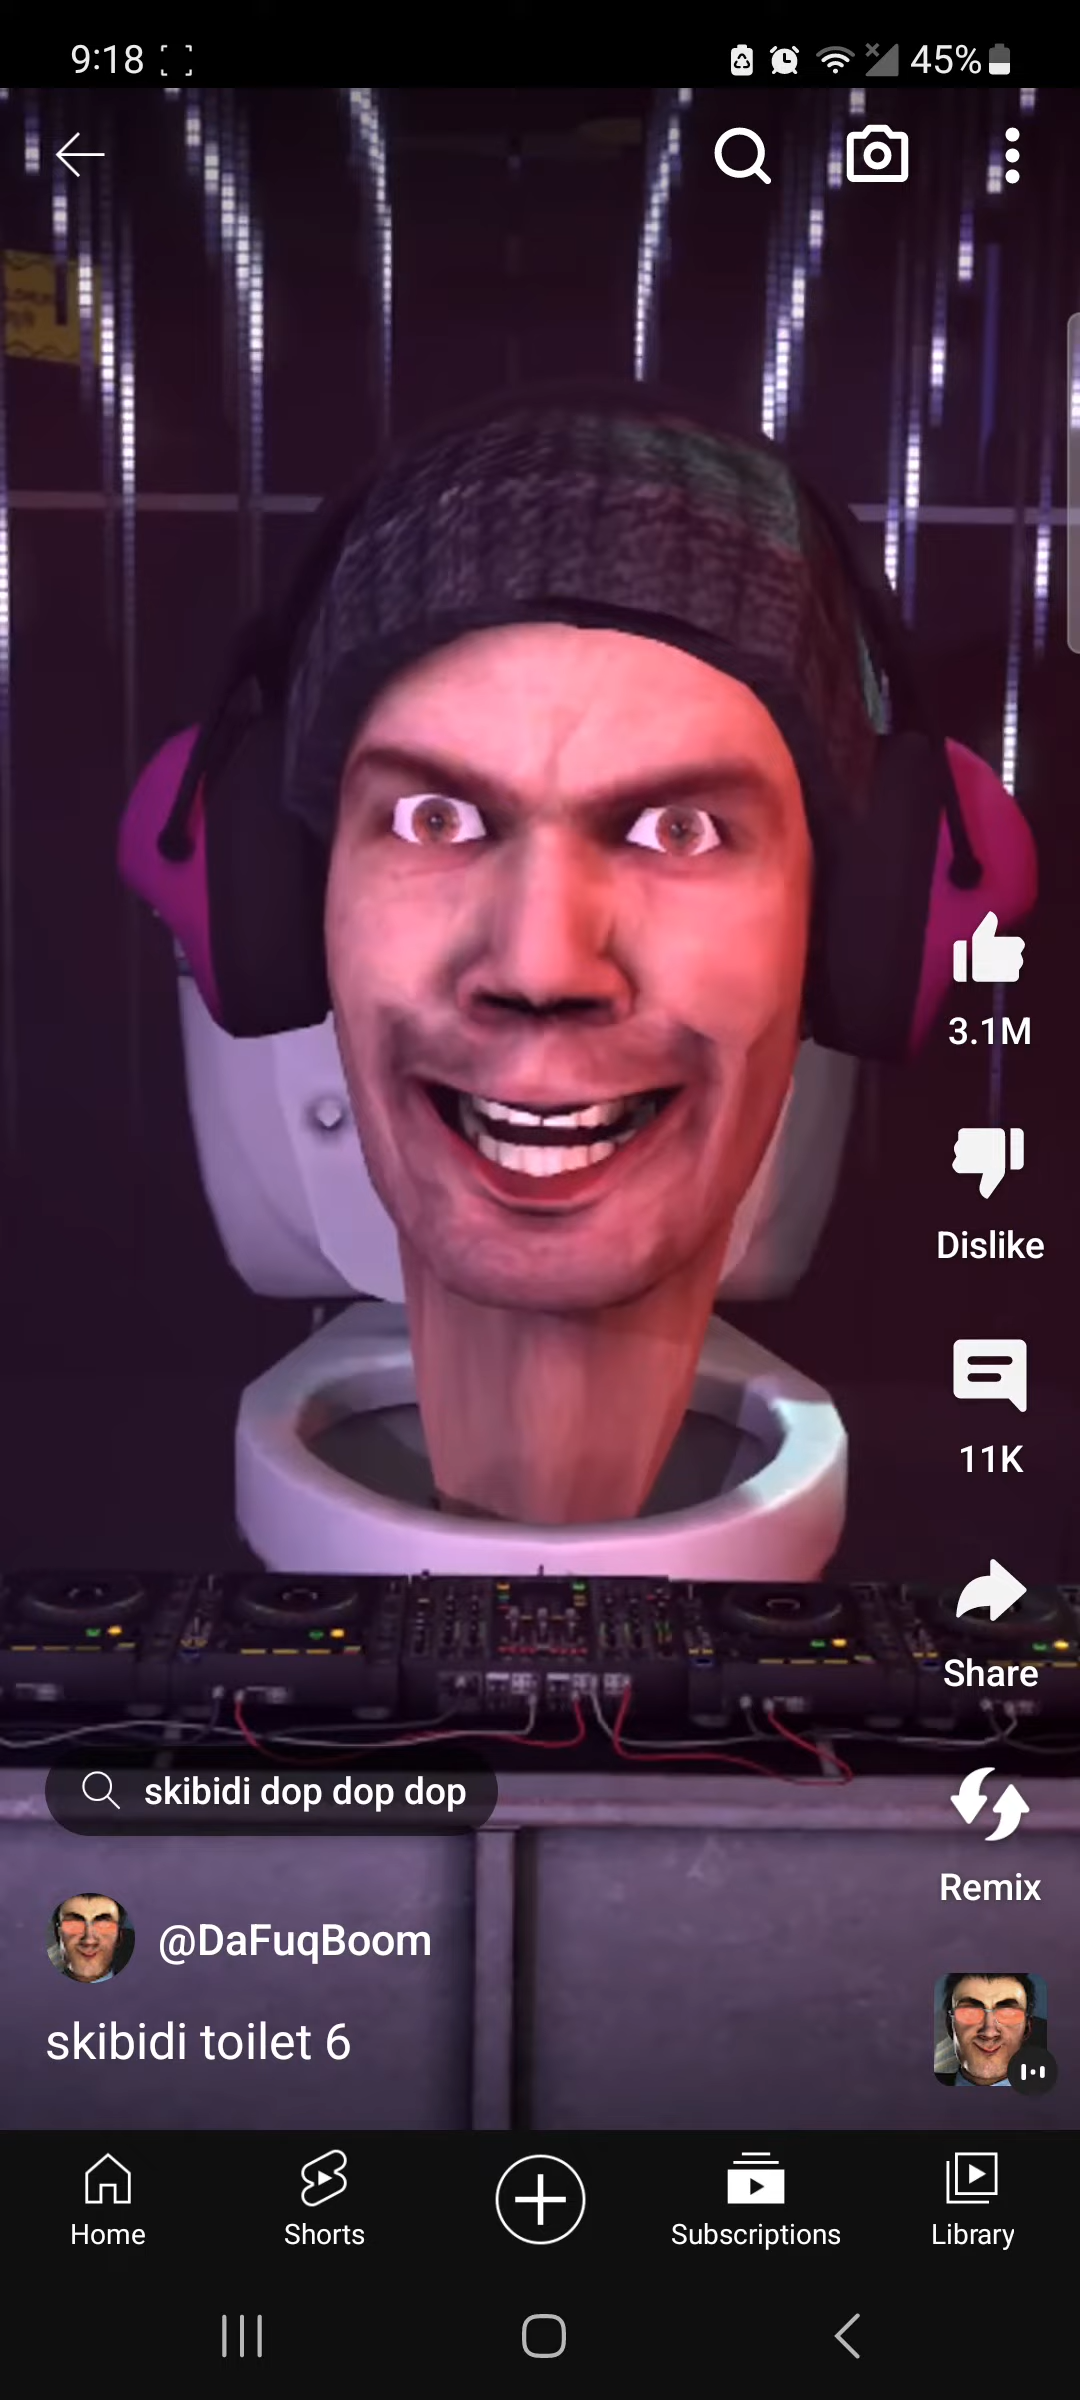 9:18
45%
3.1M
Dislike
11K
Share
skibidi dop dop dop
Remix
@DaFuqBoom
skibidi toilet 6
Home
Shorts
Subscriptions
Library